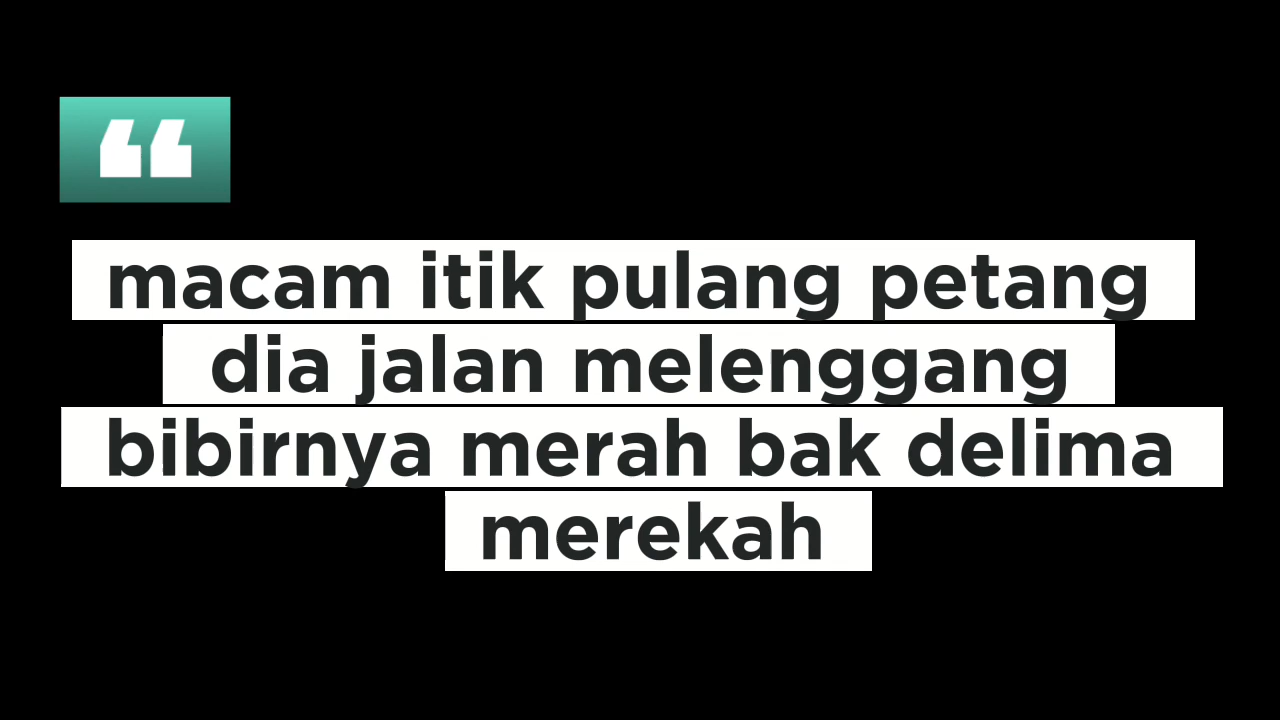 ❝
macam itik pulang petang
dia jalan melenggang
bibirnya merah bak delima
merekah